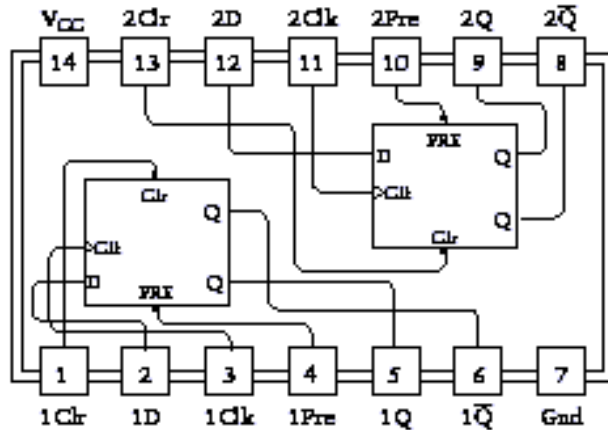 V_CC 2Clr 2D 2Clk 2Pre 2Q 2Q̅
14 13 12 11 10 9 8
PRE
D Q
Clk
Q
Clr
Clr
Q
Clk
D Q
PRE
1 2 3 4 5 6 7
1Clr 1D 1Clk 1Pre 1Q 1Q̅ Gnd